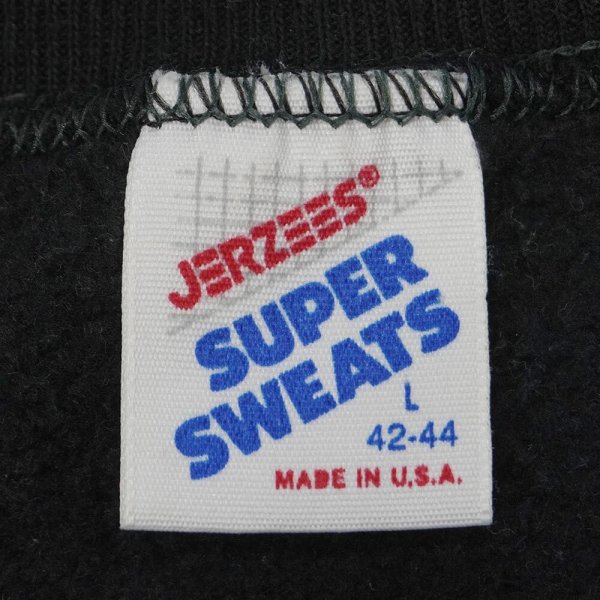 JERZEES®
SUPER
SWEATS
L
42-44
MADE IN U.S.A.